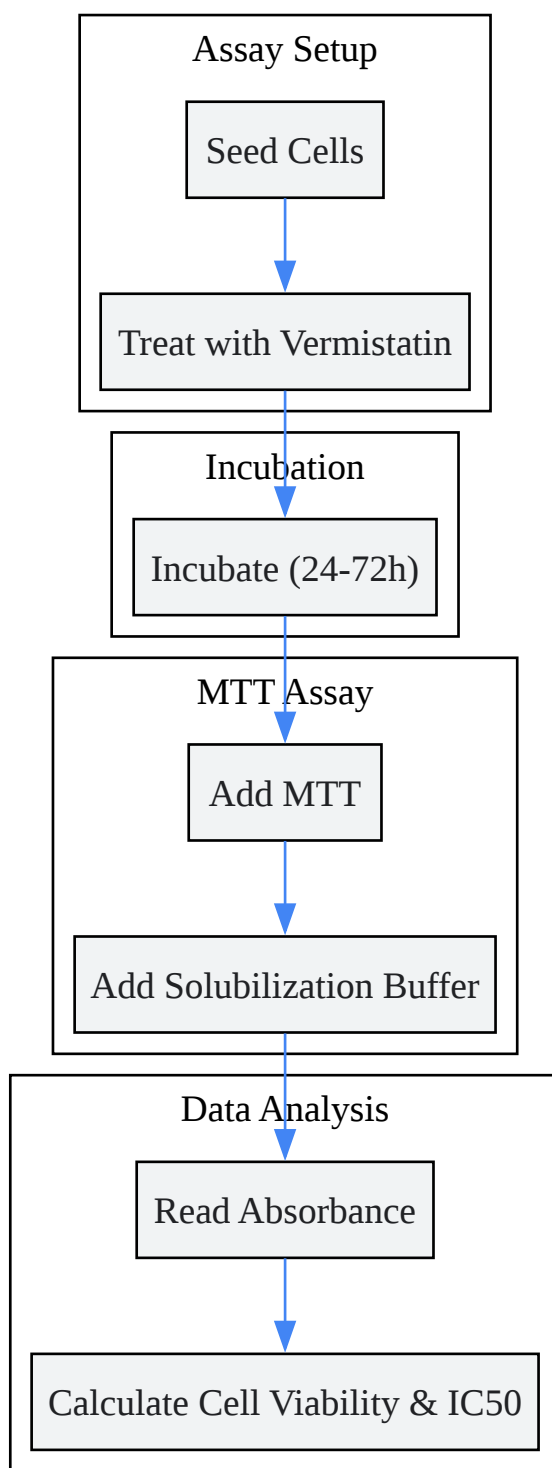 Assay Setup
Seed Cells
Treat with Vermistatin
Incubation
Incubate (24-72h)
MTT Assay
Add MTT
Add Solubilization Buffer
Data Analysis
Read Absorbance
Calculate Cell Viability & IC50